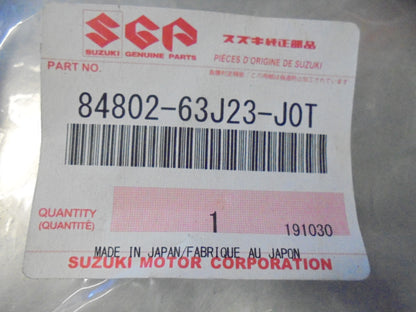 SGP
スズキ純正部品
SUZUKI GENUINE PARTS
PIÈCES D'ORIGINE DE SUZUKI
PART NO.
84802-63J23-J0T
QUANTITY
(QUANTITÉ)
1
191030
MADE IN JAPAN/FABRIQUE AU JAPON
SUZUKI MOTOR CORPORATION